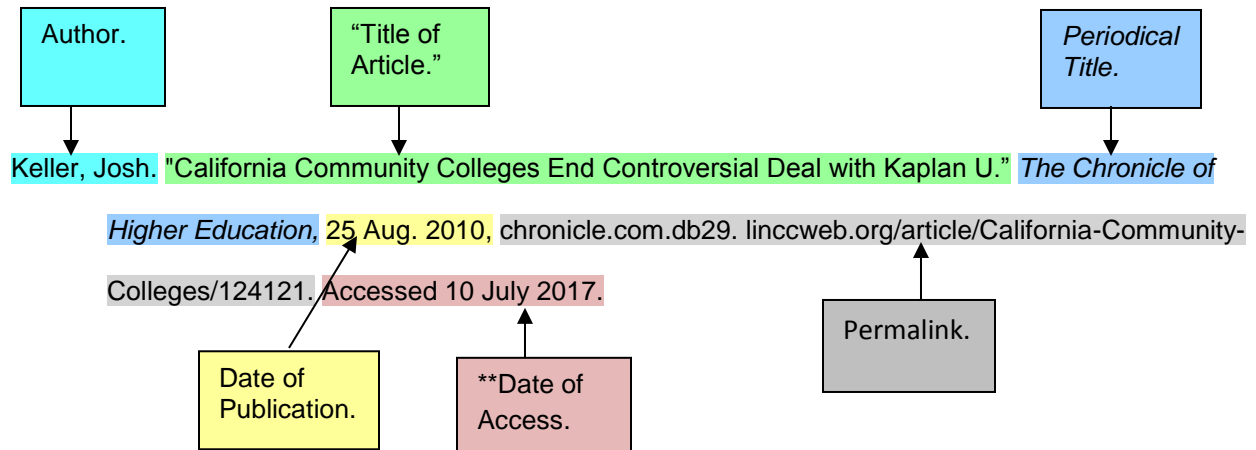 Author.
“Title of
Article.”
Periodical
Title.
Keller, Josh. "California Community Colleges End Controversial Deal with Kaplan U.” The Chronicle of
Higher Education, 25 Aug. 2010, chronicle.com.db29. linccweb.org/article/California-Community-
Colleges/124121. Accessed 10 July 2017.
Date of
Publication.
**Date of
Access.
Permalink.